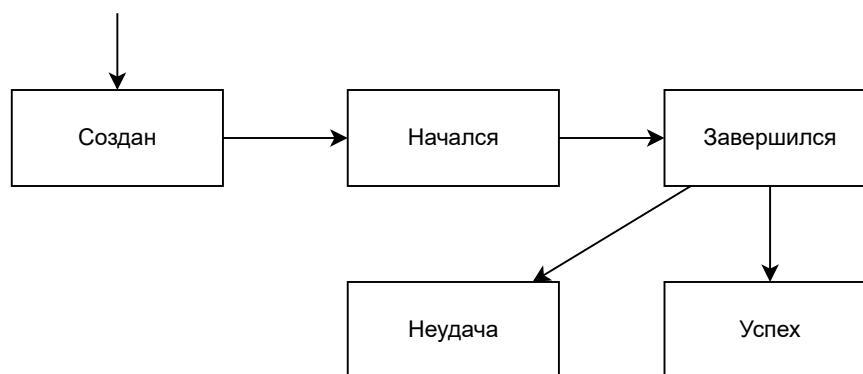 Создан
Начался
Завершился
Неудача
Успех